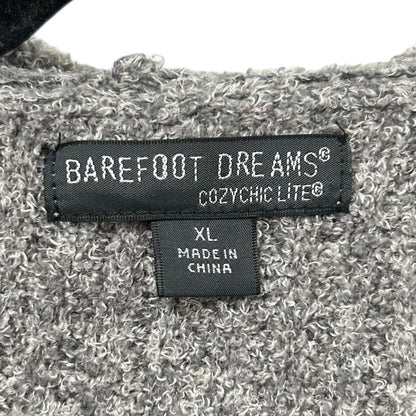 BAREFOOT DREAMS®
COZYCHIC LiTE®
XL
MADE IN
CHINA